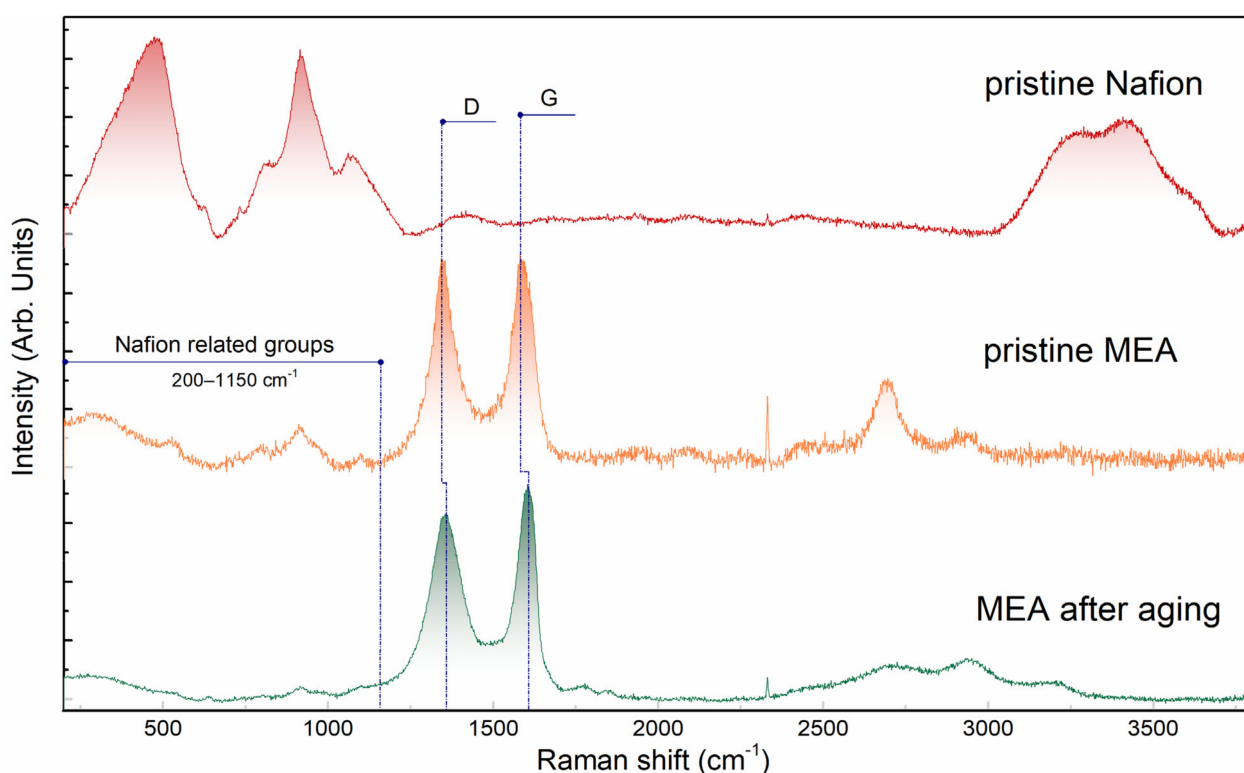 pristine Nafion
D
G
Nafion related groups
200–1150 cm⁻¹
pristine MEA
MEA after aging
Intensity (Arb. Units)
500 1000 1500 2000 2500 3000 3500
Raman shift (cm⁻¹)